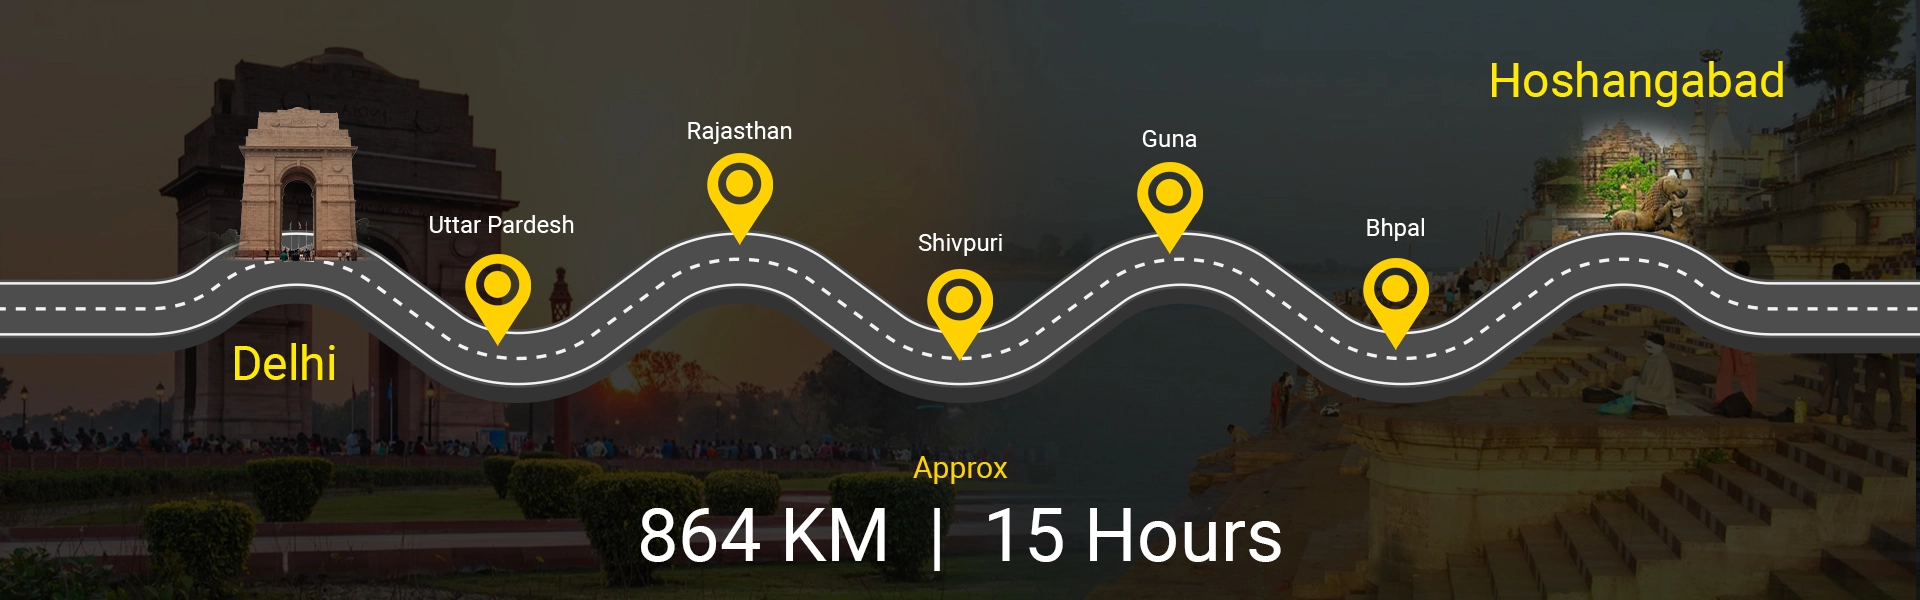 Hoshangabad
Rajasthan
Guna
Uttar Pardesh
Bhpal
Shivpuri
Delhi
Approx
864 KM | 15 Hours